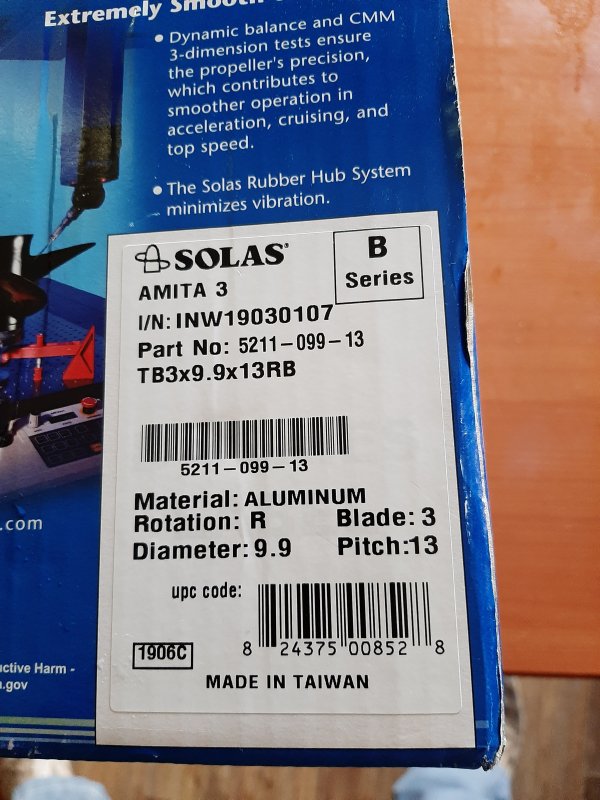 Extremely Smooth
• Dynamic balance and CMM
3-dimension tests ensure
the propeller's precision,
which contributes to
smoother operation in
acceleration, cruising, and
top speed.
• The Solas Rubber Hub System
minimizes vibration.
SOLAS®
B
Series
AMITA 3
I/N: INW19030107
Part No: 5211-099-13
TB3x9.9x13RB
5211-099-13
Material: ALUMINUM
Rotation: R Blade: 3
Diameter: 9.9 Pitch:13
.com
upc code:
8 24375 00852 8
1906C
uctive Harm -
.gov
MADE IN TAIWAN